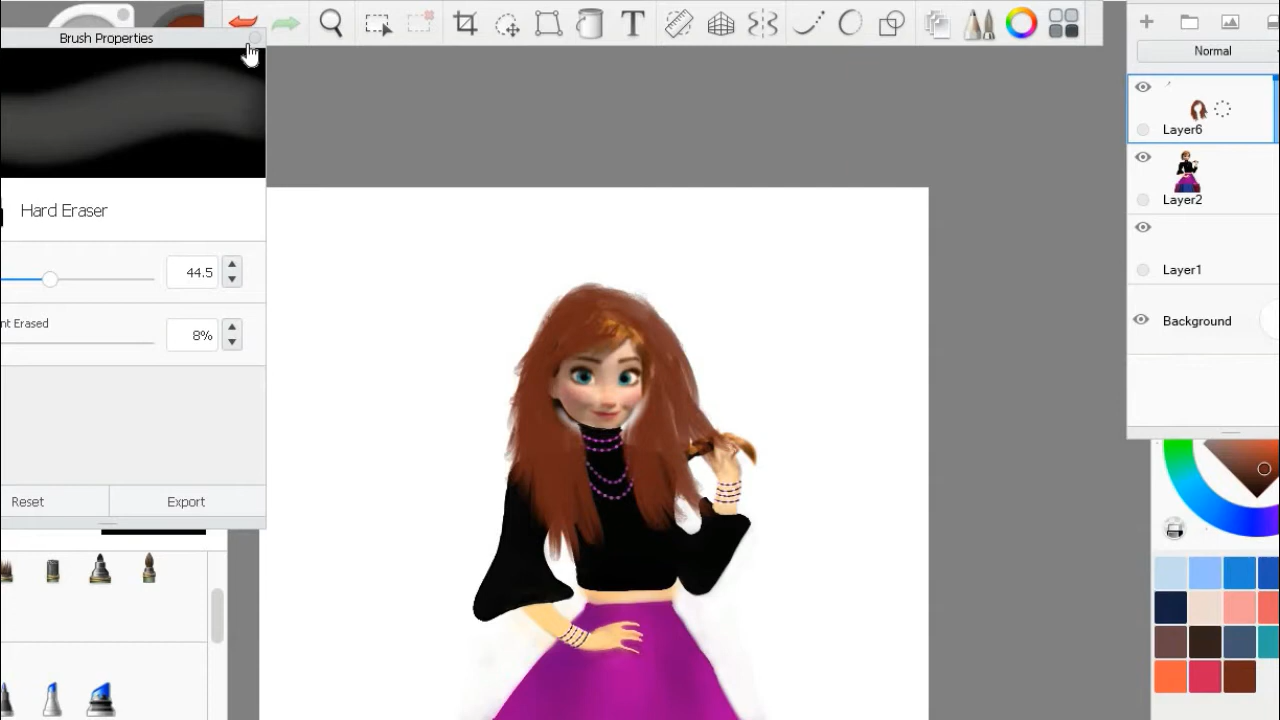 Brush Properties
Hard Eraser
44.5
nt Erased
8%
Reset
Export
Normal
Layer6
Layer2
Layer1
Background